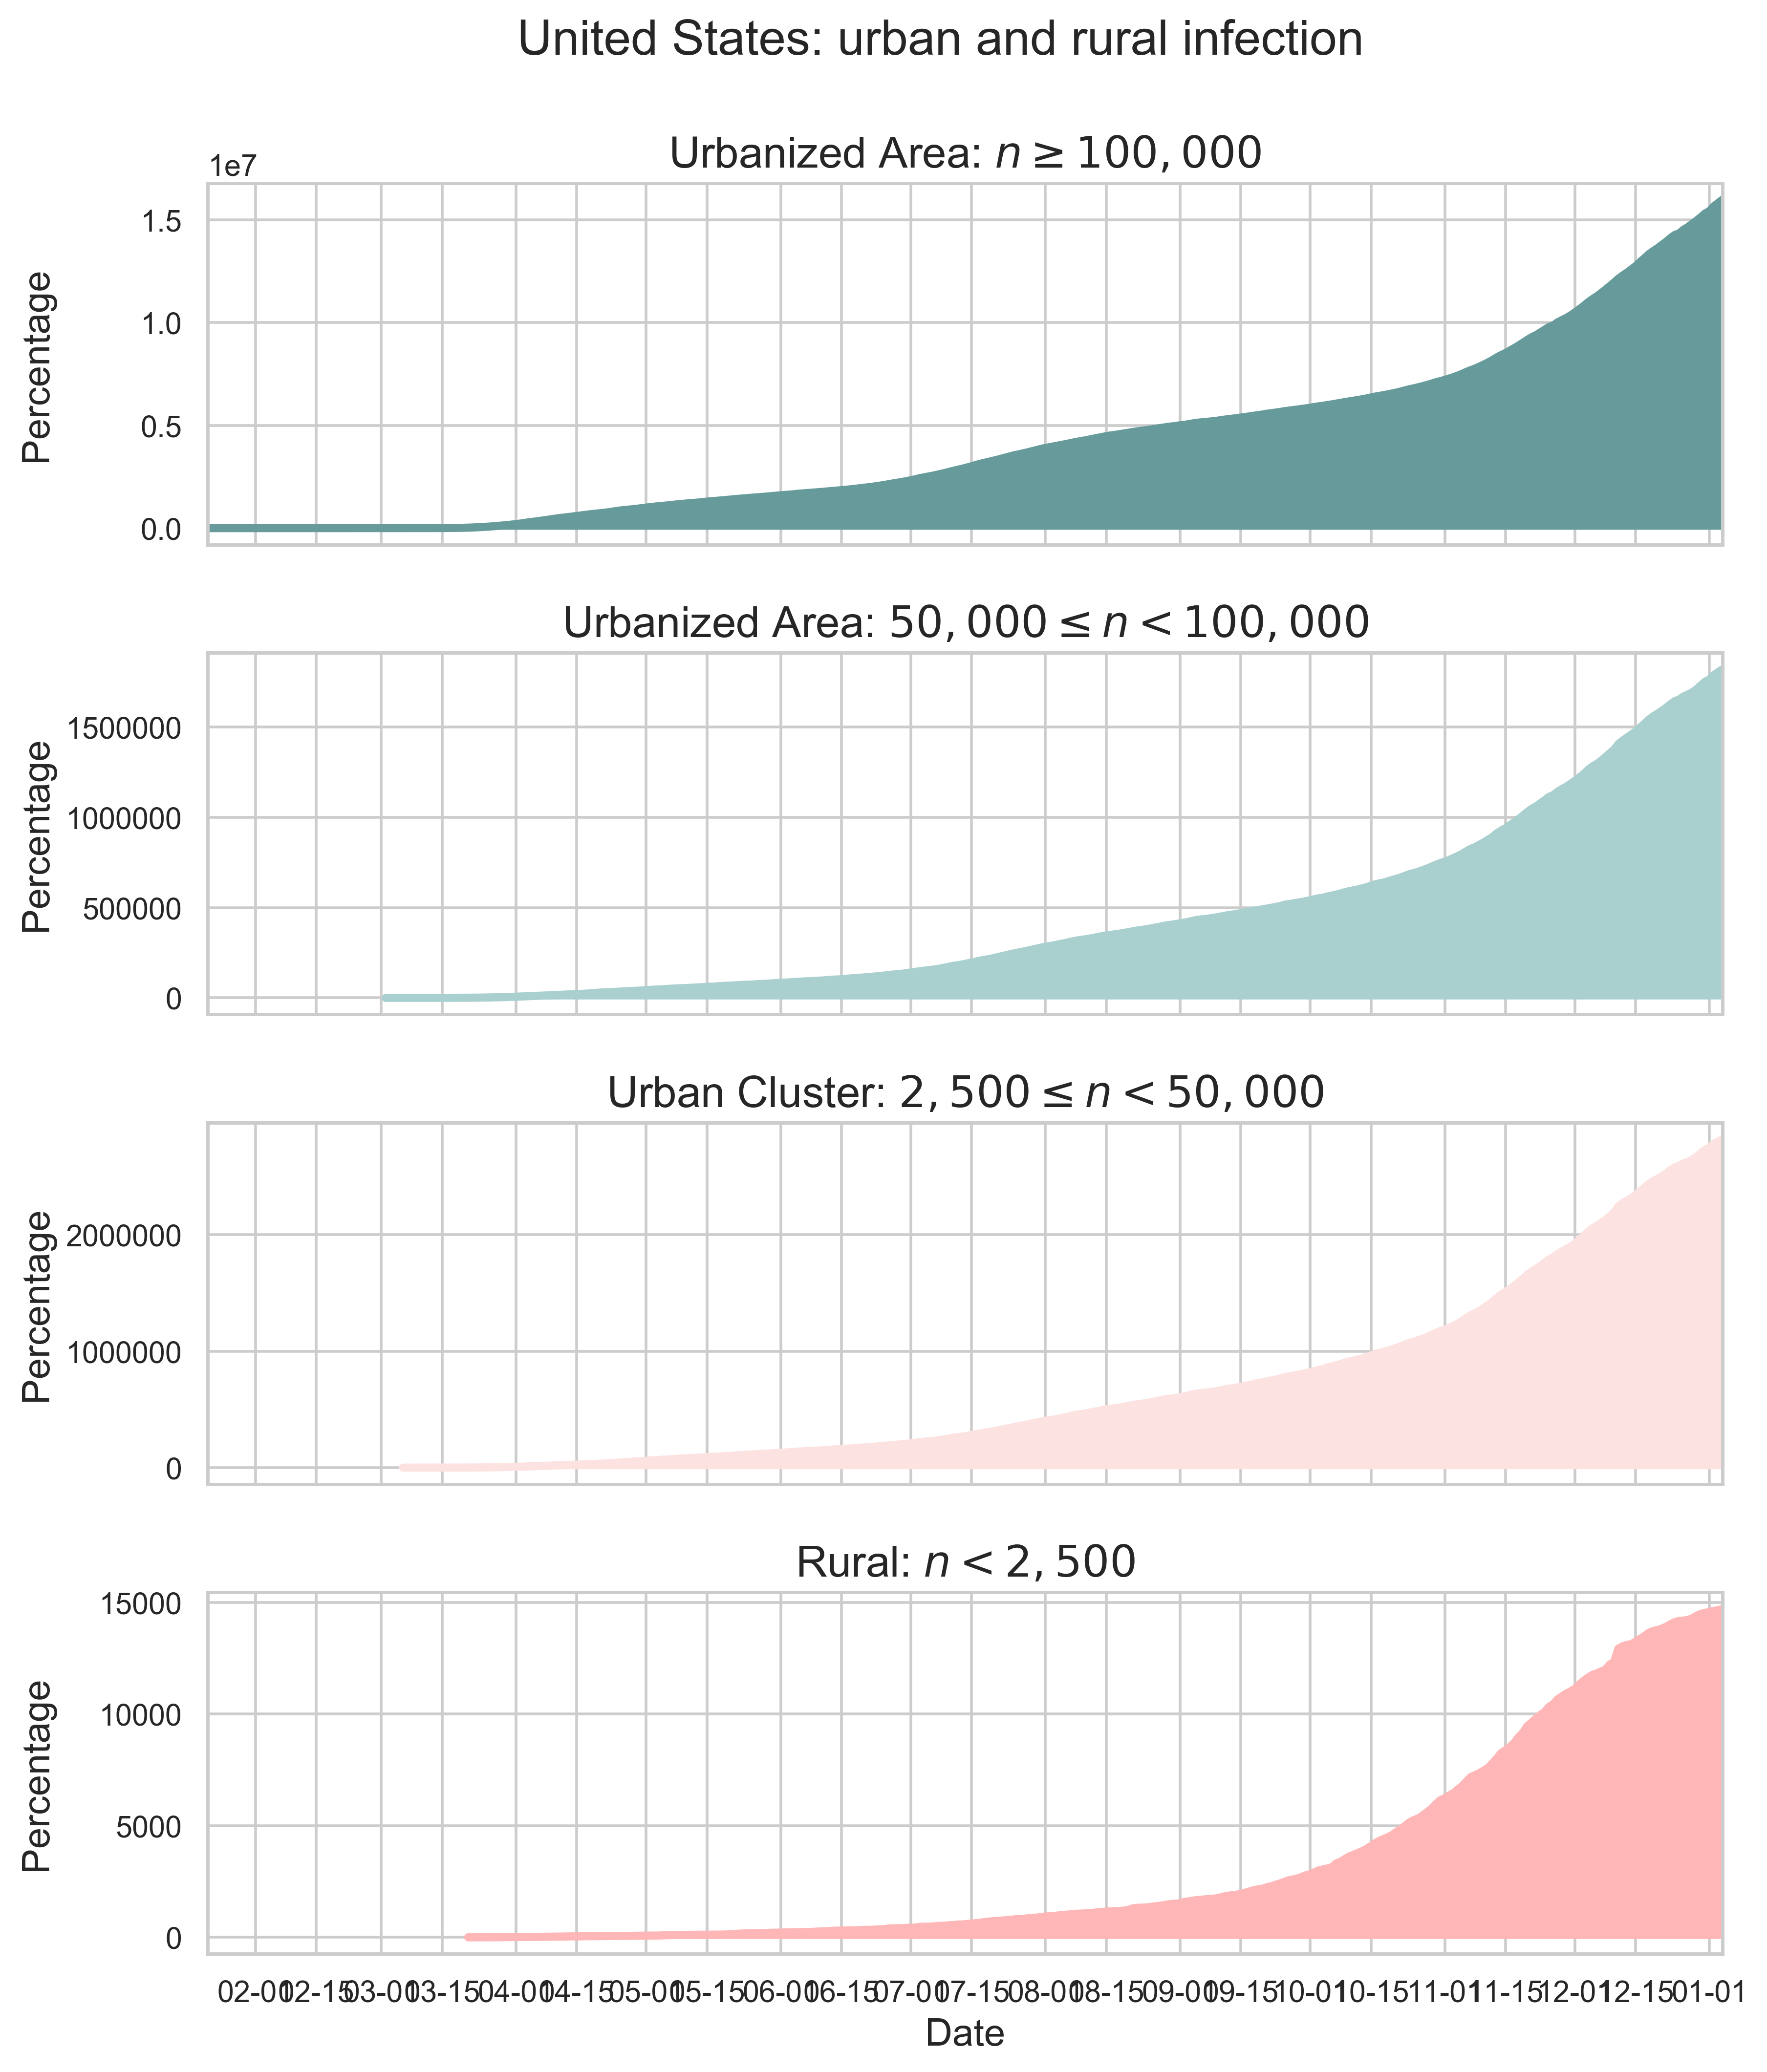 United States: urban and rural infection
Urbanized Area: n ≥ 100, 000
1e7
1.5
1.0
0.5
0.0
Percentage
Urbanized Area: 50, 000 ≤ n < 100, 000
1500000
1000000
500000
0
Percentage
Urban Cluster: 2, 500 ≤ n < 50, 000
2000000
1000000
0
Percentage
Rural: n < 2, 500
15000
10000
5000
0
Percentage
02-01 02-15 03-01 03-15 04-01 04-15 05-01 05-15 06-01 06-15 07-01 07-15 08-01 08-15 09-01 09-15 10-01 10-15 11-01 11-15 12-01 12-15 01-01
Date